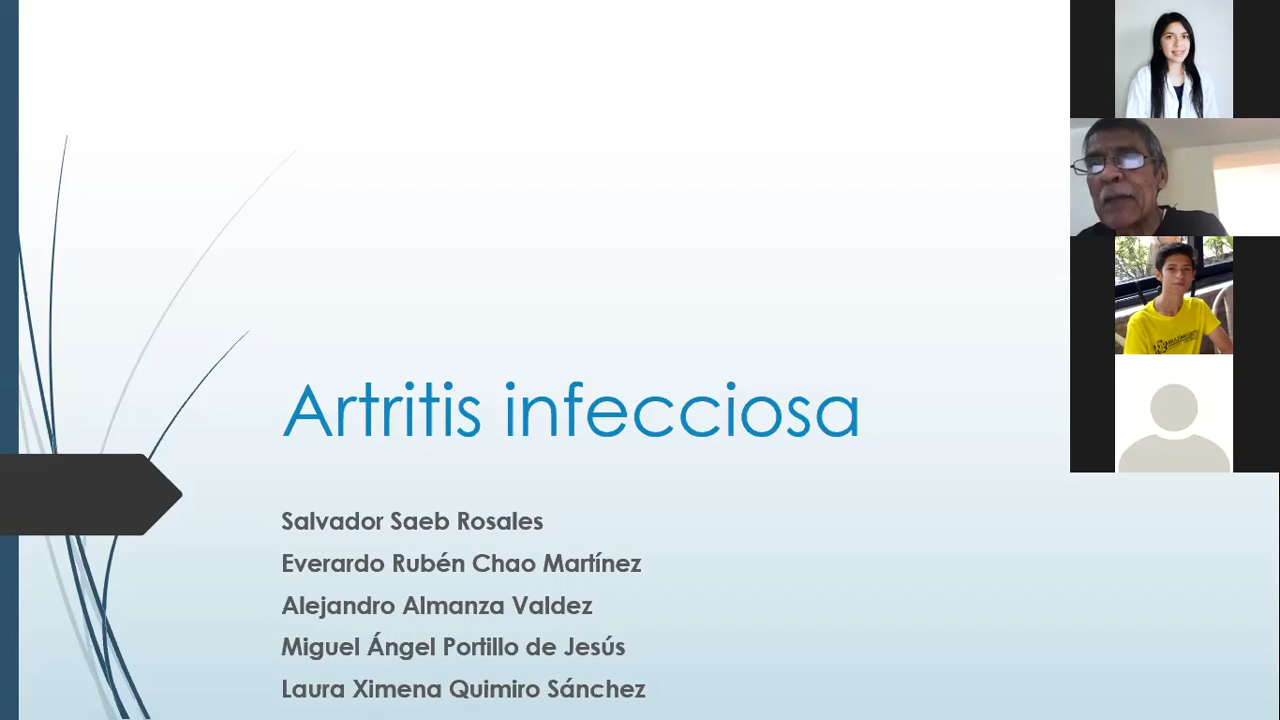 Artritis infecciosa
Salvador Saeb Rosales
Everardo Rubén Chao Martínez
Alejandro Almanza Valdez
Miguel Ángel Portillo de Jesús
Laura Ximena Quimiro Sánchez